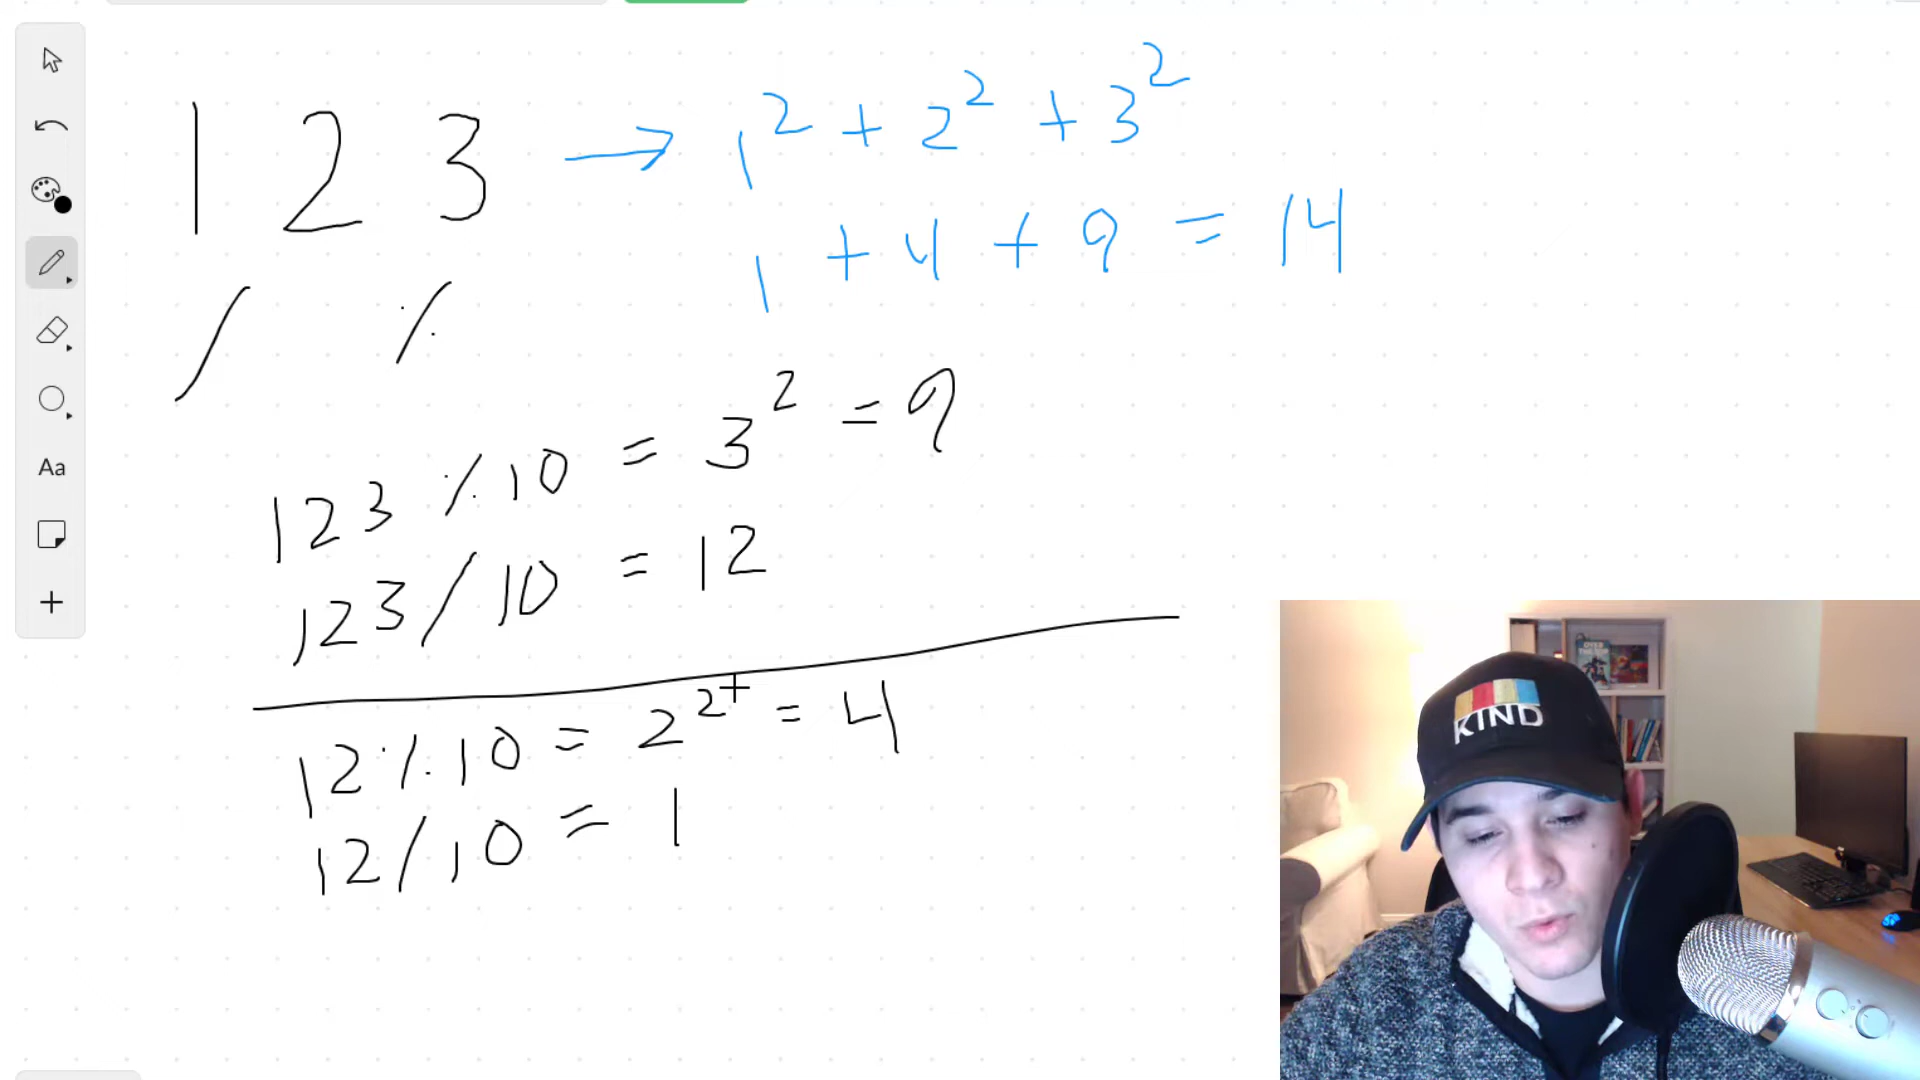 1 2 3 → 1² + 2² + 3²
1 + 4 + 9 = 14
/ %
123 % 10 = 3² = 9
123 / 10 = 12
12 % 10 = 2² = 4
12 / 10 = 1
Aa
KIND